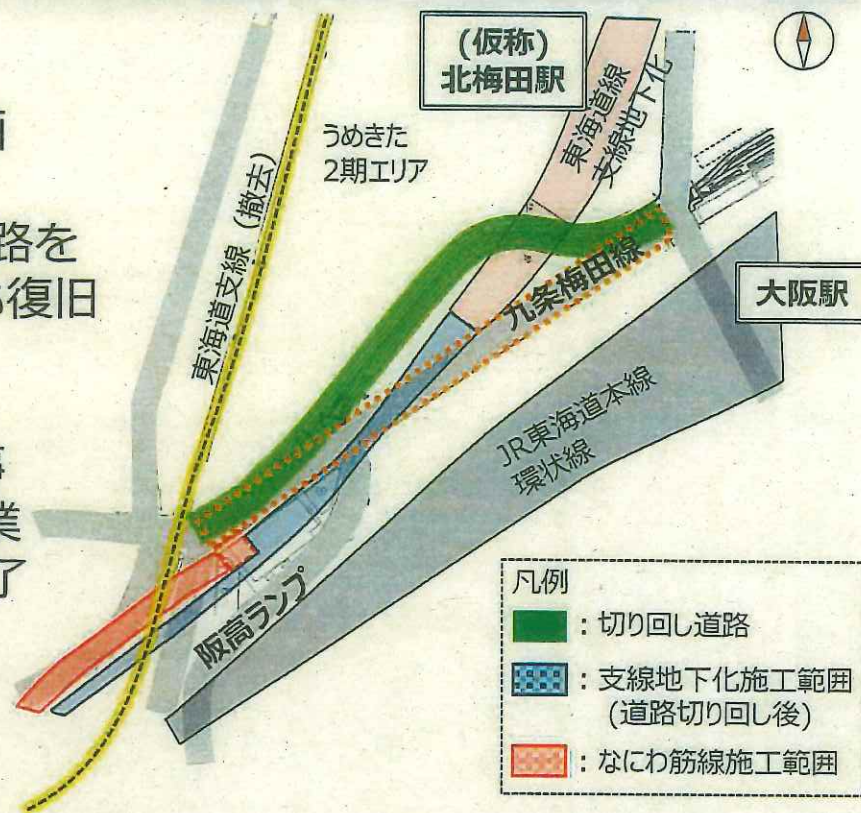 路を
復旧
業
了
(仮称)
北梅田駅
うめきた
2期エリア
東海道支線(撤去)
東海道線
支線地下化
九条梅田線
大阪駅
JR東海道本線
環状線
阪高ランプ
凡例
：切り回し道路
：支線地下化施工範囲
(道路切り回し後)
：なにわ筋線施工範囲